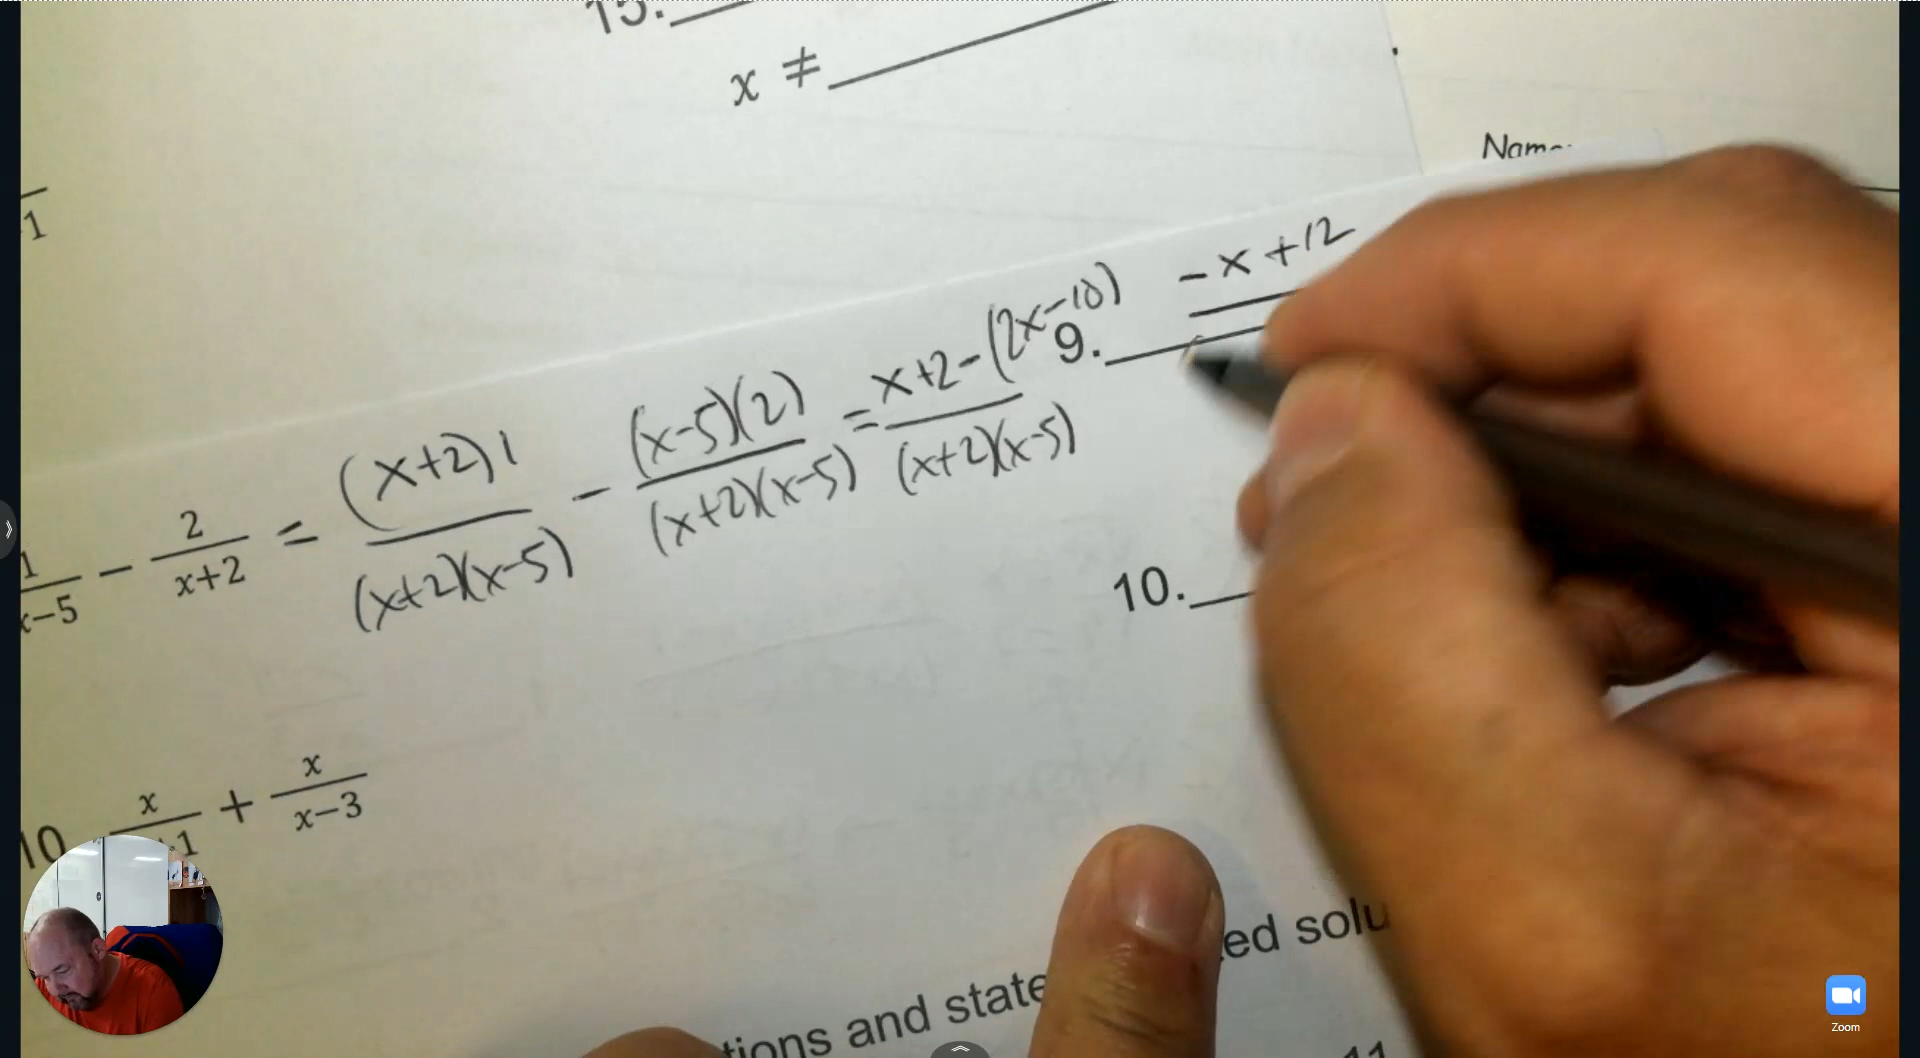 15.
x ≠
-1
Name:
1/x-5 - 2/x+2 = (x+2)1/(x+2)(x-5) - (x-5)(2)/(x+2)(x-5) = x+2-(2x-10)/(x+2)(x-5)
9. -x+12
10.
10. x/+1 + x/x-3
tions and state ed solu
11
Zoom